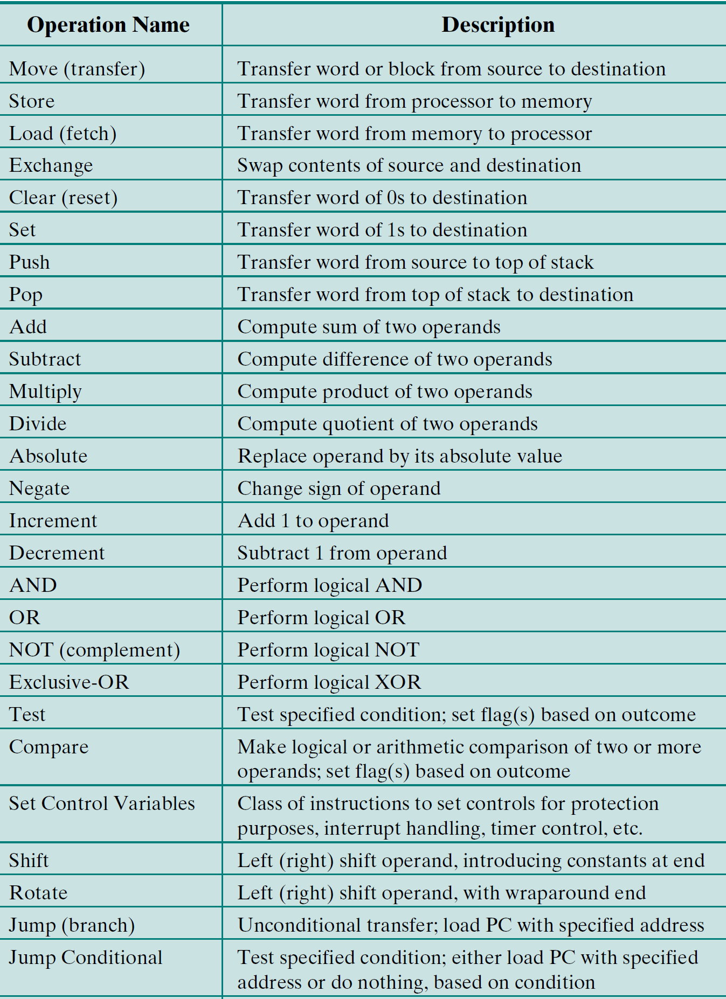 Operation Name Description
Move (transfer) Transfer word or block from source to destination
Store Transfer word from processor to memory
Load (fetch) Transfer word from memory to processor
Exchange Swap contents of source and destination
Clear (reset) Transfer word of 0s to destination
Set Transfer word of 1s to destination
Push Transfer word from source to top of stack
Pop Transfer word from top of stack to destination
Add Compute sum of two operands
Subtract Compute difference of two operands
Multiply Compute product of two operands
Divide Compute quotient of two operands
Absolute Replace operand by its absolute value
Negate Change sign of operand
Increment Add 1 to operand
Decrement Subtract 1 from operand
AND Perform logical AND
OR Perform logical OR
NOT (complement) Perform logical NOT
Exclusive-OR Perform logical XOR
Test Test specified condition; set flag(s) based on outcome
Compare Make logical or arithmetic comparison of two or more
operands; set flag(s) based on outcome
Set Control Variables Class of instructions to set controls for protection
purposes, interrupt handling, timer control, etc.
Shift Left (right) shift operand, introducing constants at end
Rotate Left (right) shift operand, with wraparound end
Jump (branch) Unconditional transfer; load PC with specified address
Jump Conditional Test specified condition; either load PC with specified
address or do nothing, based on condition